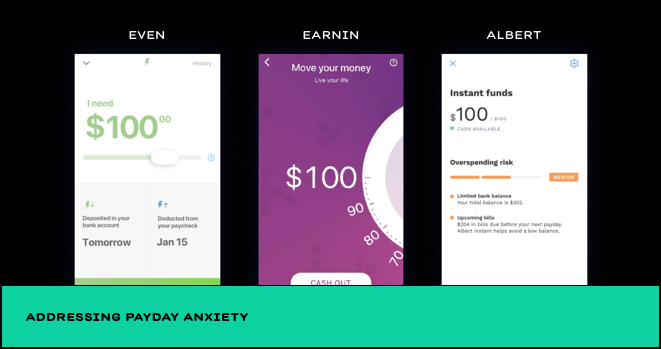 EVEN
History
I need
$100 00
Deposited in your
bank account
Tomorrow
Deducted from
your paycheck
Jan 15
EARNIN
Move your money
Live your life
$100
90
80
70
CASH OUT
ALBERT
Instant funds
$100 / $100
CASH AVAILABLE
Overspending risk
MEDIUM
Limited bank balance
Your total balance is $302.
Upcoming bills
$204 in bills due before your next payday.
Albert Instant helps avoid a low balance.
ADDRESSING PAYDAY ANXIETY